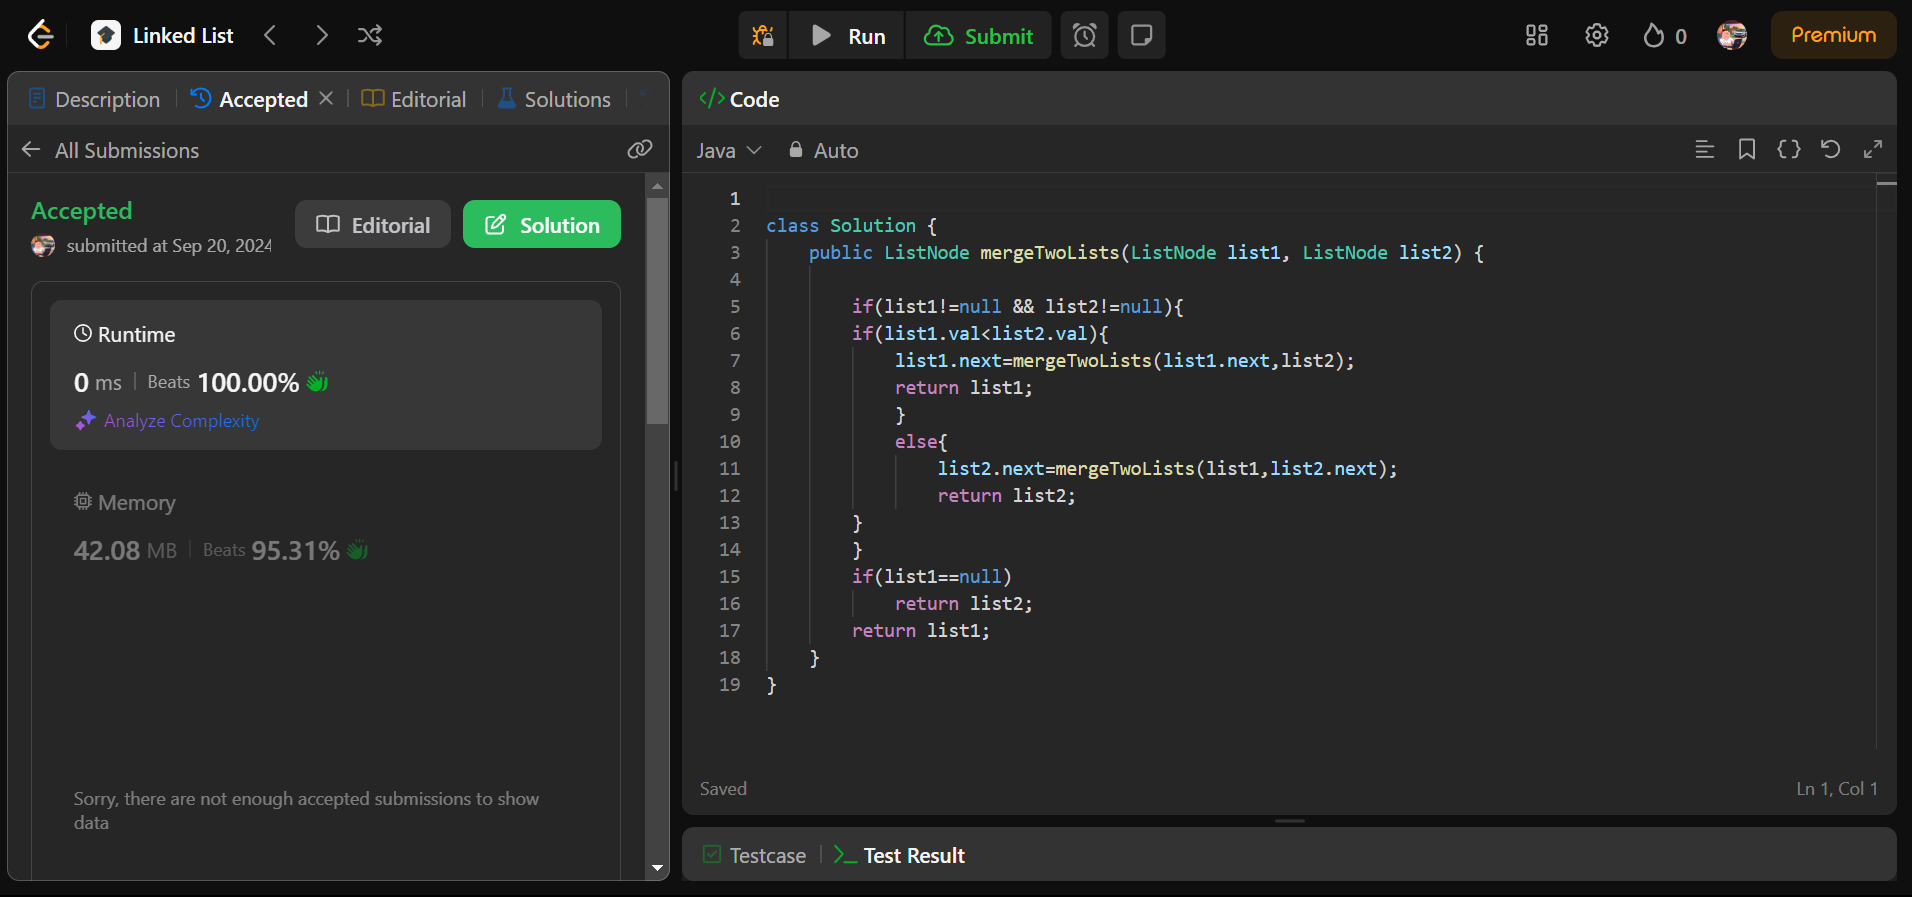 Linked List
Run
Submit
0
Premium
Description
Accepted
Editorial
Solutions
All Submissions
Accepted
submitted at Sep 20, 2024
Editorial
Solution
Runtime
0 ms
Beats 100.00%
Analyze Complexity
Memory
42.08 MB
Beats 95.31%
Sorry, there are not enough accepted submissions to show
data
</> Code
Java
Auto
1
2 class Solution {
3     public ListNode mergeTwoLists(ListNode list1, ListNode list2) {
4
5         if(list1!=null && list2!=null){
6         if(list1.val<list2.val){
7             list1.next=mergeTwoLists(list1.next,list2);
8             return list1;
9             }
10             else{
11                 list2.next=mergeTwoLists(list1,list2.next);
12                 return list2;
13         }
14         }
15         if(list1==null)
16             return list2;
17         return list1;
18     }
19 }
Saved
Ln 1, Col 1
Testcase
Test Result